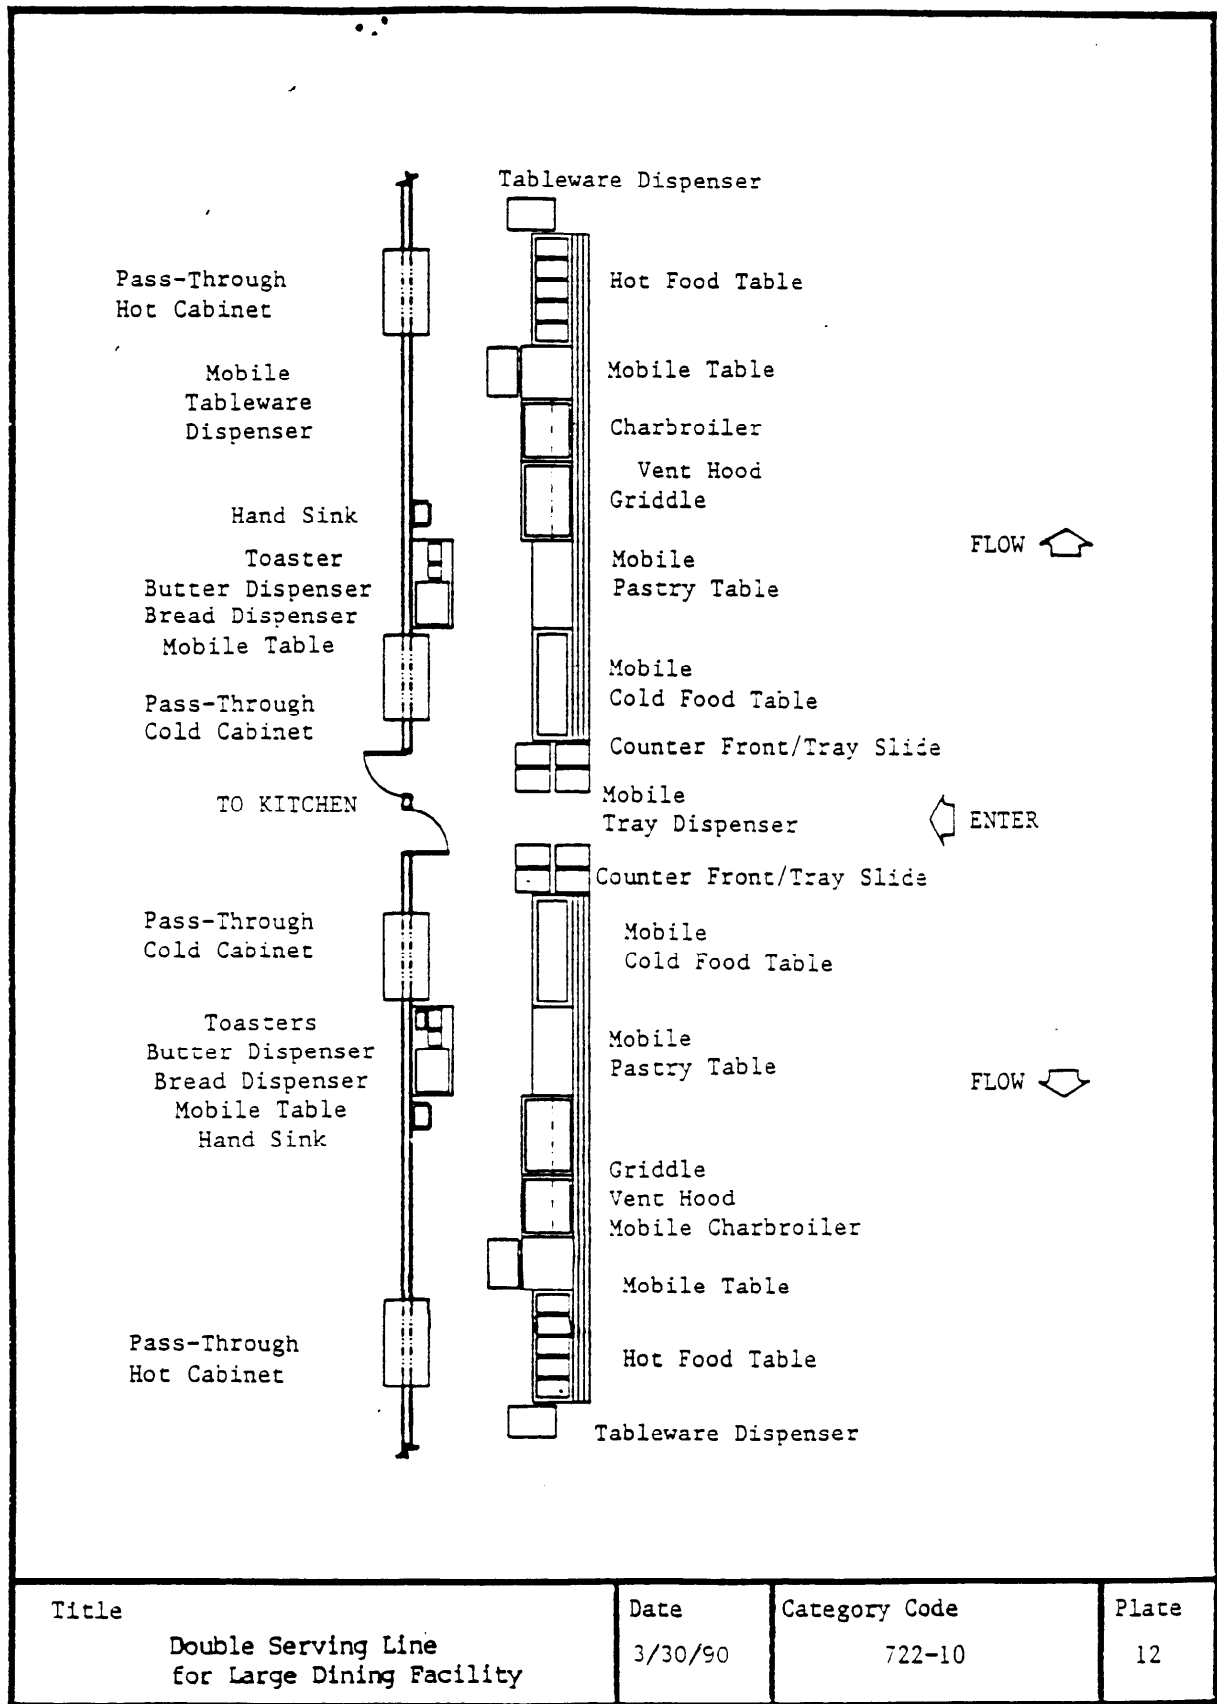 Tableware Dispenser
Pass-Through
Hot Cabinet
Hot Food Table
Mobile
Tableware
Dispenser
Mobile Table
Charbroiler
Vent Hood
Griddle
Hand Sink
FLOW
Toaster
Butter Dispenser
Bread Dispenser
Mobile Table
Mobile
Pastry Table
Pass-Through
Cold Cabinet
Mobile
Cold Food Table
Counter Front/Tray Slide
TO KITCHEN
Mobile
Tray Dispenser
ENTER
Counter Front/Tray Slide
Pass-Through
Cold Cabinet
Mobile
Cold Food Table
Toasters
Butter Dispenser
Bread Dispenser
Mobile Table
Hand Sink
Mobile
Pastry Table
FLOW
Griddle
Vent Hood
Mobile Charbroiler
Mobile Table
Pass-Through
Hot Cabinet
Hot Food Table
Tableware Dispenser
Title
Double Serving Line
for Large Dining Facility
Date
3/30/90
Category Code
722-10
Plate
12